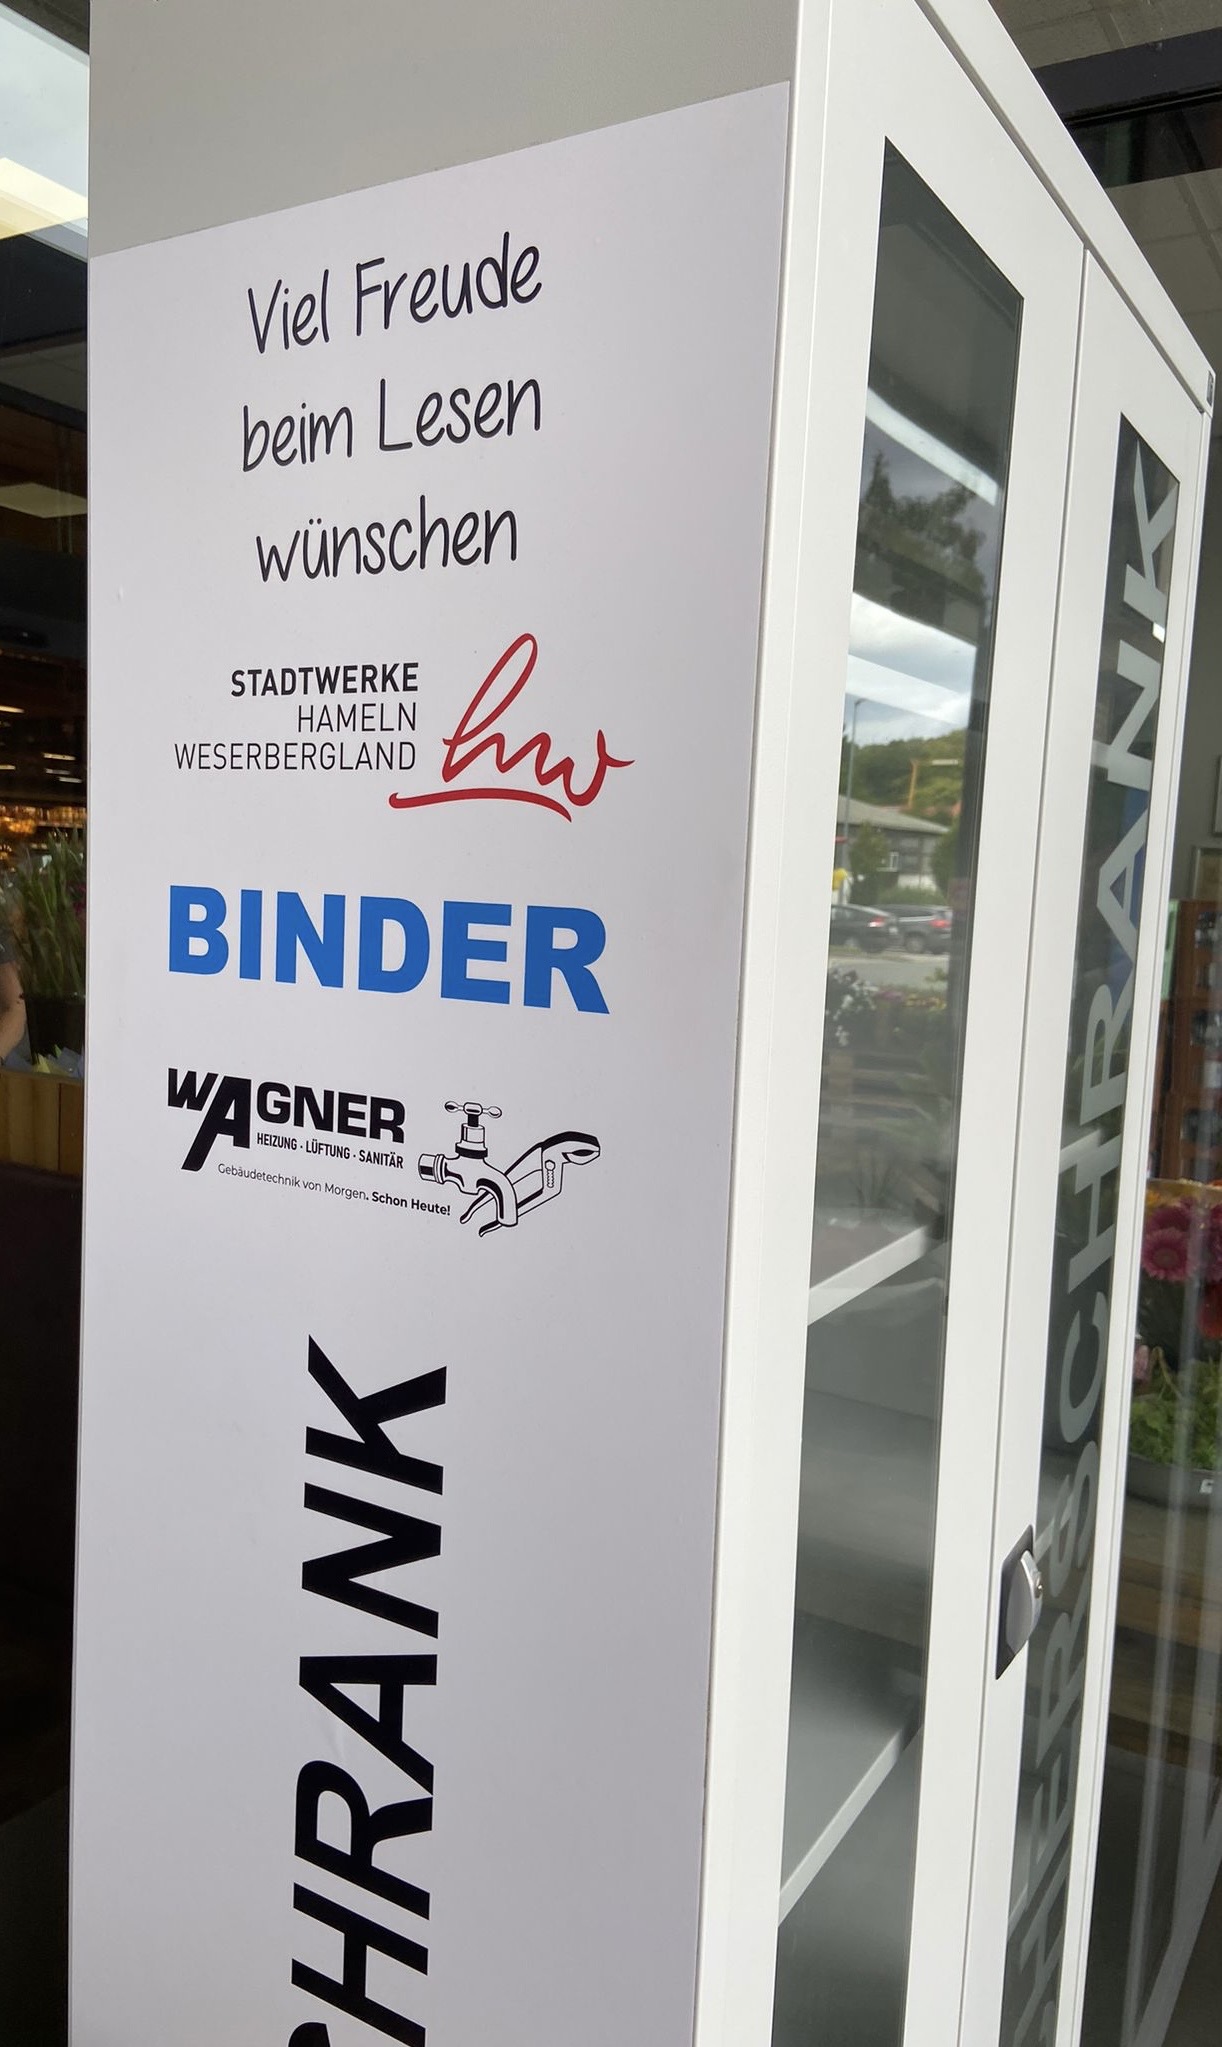 Viel Freude
beim Lesen
wünschen
STADTWERKE
HAMELN
WESERBERGLAND
hw
BINDER
WAGNER
HEIZUNG · LÜFTUNG · SANITÄR
Gebäudetechnik von Morgen. Schon Heute!
CHRANK
CHERSCHRANK